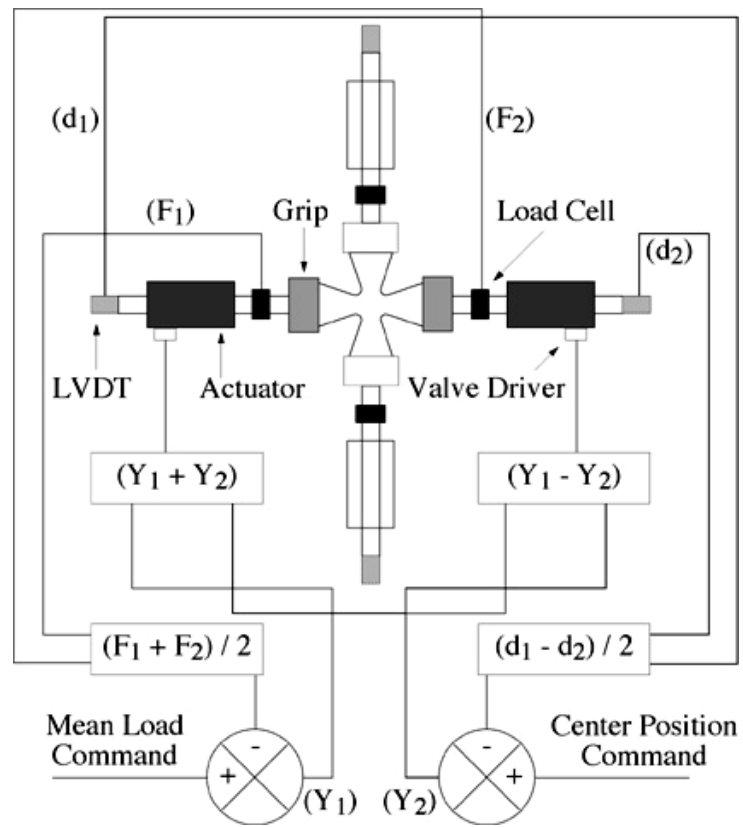 (d1)
(F2)
(F1)
Grip
Load Cell
(d2)
LVDT
Actuator
Valve Driver
(Y1 + Y2)
(Y1 - Y2)
(F1 + F2) / 2
(d1 - d2) / 2
Mean Load
Command
-
+
(Y1)
(Y2)
-
+
Center Position
Command